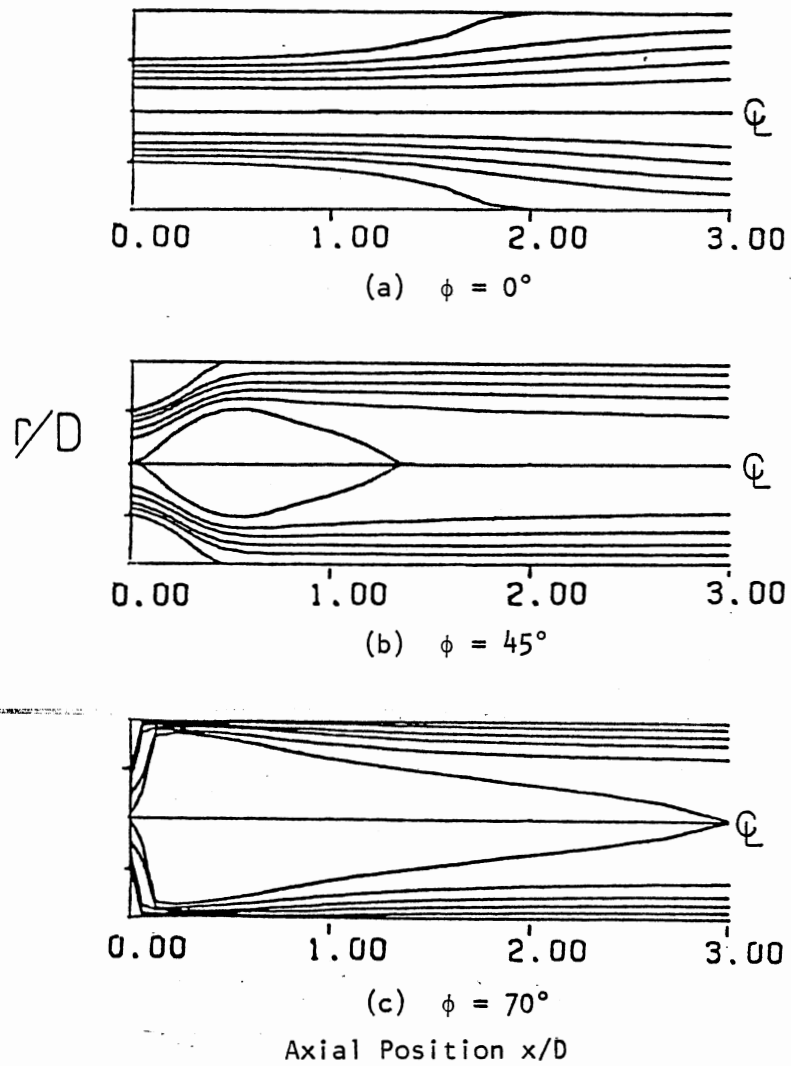 ℄
0.00 1.00 2.00 3.00
(a) ϕ = 0°
r/D
℄
0.00 1.00 2.00 3.00
(b) ϕ = 45°
℄
0.00 1.00 2.00 3.00
(c) ϕ = 70°
Axial Position x/D